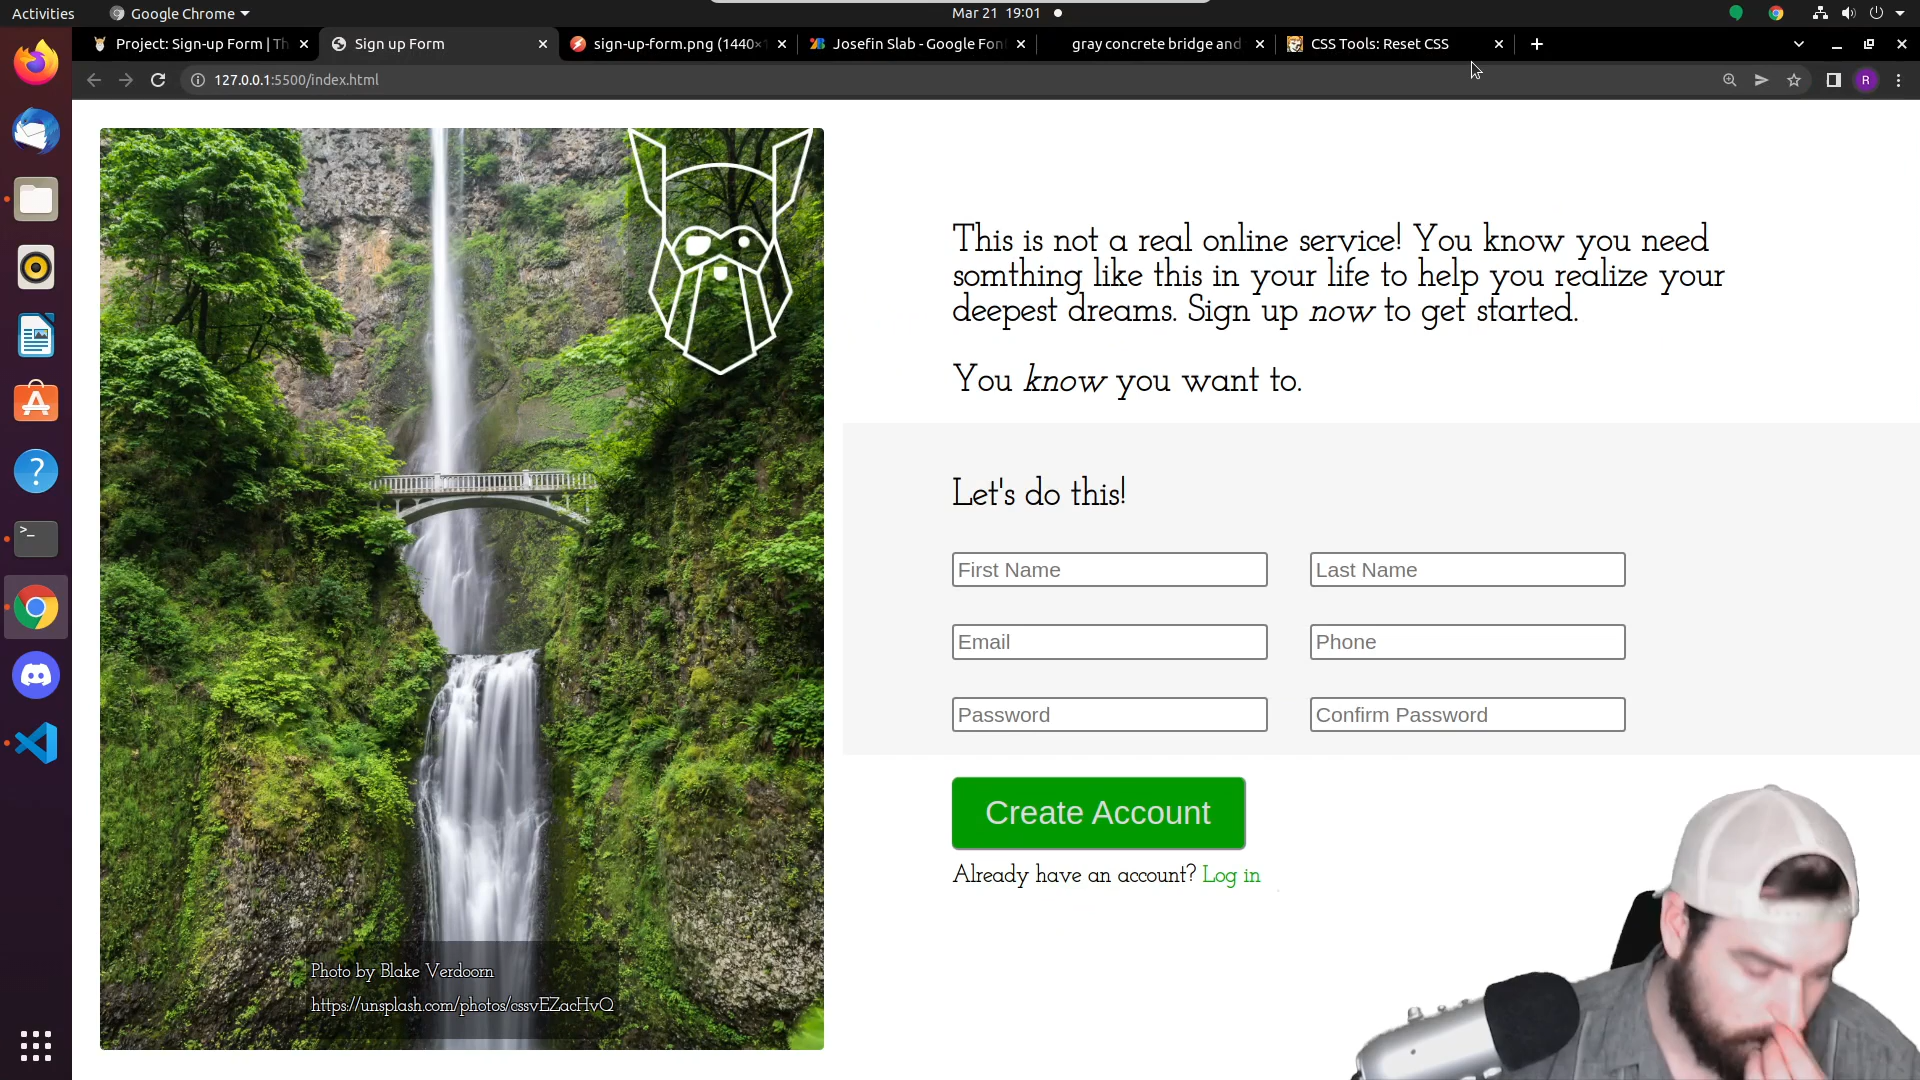 Activities
Google Chrome
Mar 21 19:01
Project: Sign-up Form | Th
Sign up Form
sign-up-form.png (1440×1
Josefin Slab - Google Fon
gray concrete bridge and
CSS Tools: Reset CSS
127.0.0.1:5500/index.html
R
This is not a real online service! You know you need
somthing like this in your life to help you realize your
deepest dreams. Sign up now to get started.
You know you want to.
Let's do this!
First Name
Last Name
Email
Phone
Password
Confirm Password
Create Account
Already have an account? Log in
Photo by Blake Verdoorn
https://unsplash.com/photos/cssvEZacHvQ